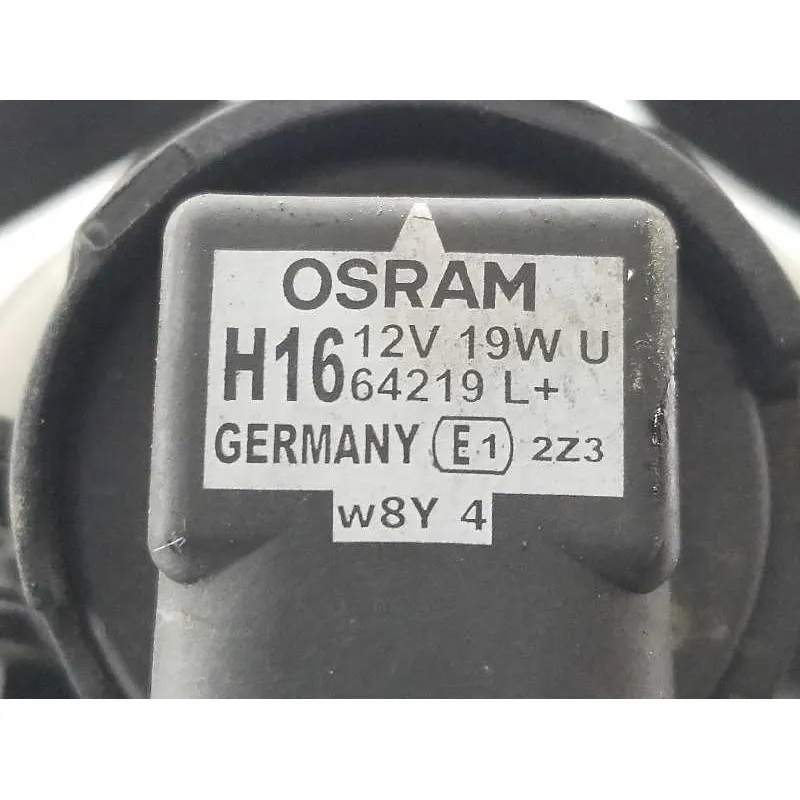 OSRAM
H16 12V 19W U
64219 L+
GERMANY E1 2Z3
w8Y 4